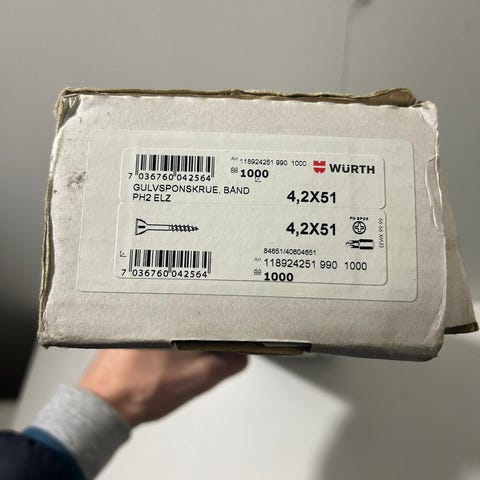 Art. 118924251 990 1000
1000
WÜRTH
7 036760 042564
GULVSPONSKRUE, BÅND
PH2 ELZ
4,2X51
4,2X51
84651/40604651
Art. 118924251 990 1000
7 036760 042564
1000